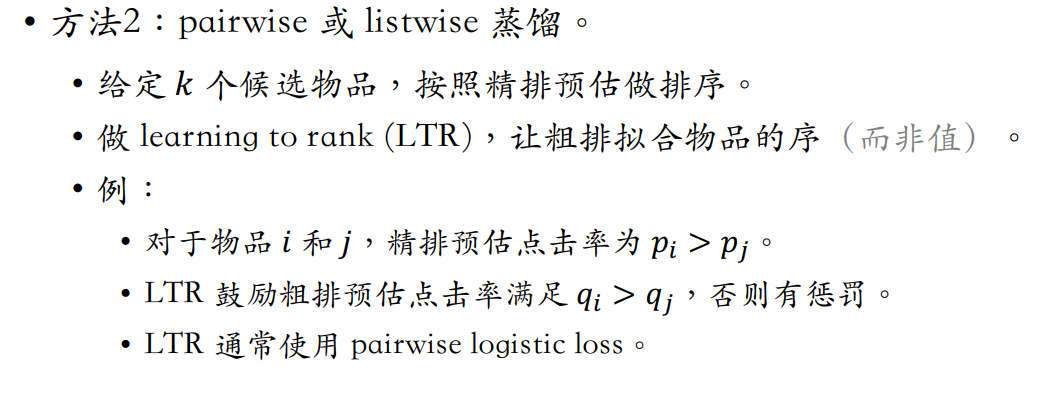 • 方法2：pairwise 或 listwise 蒸馏。
• 给定 k 个候选物品，按照精排预估做排序。
• 做 learning to rank (LTR)，让粗排拟合物品的序（而非值）。
• 例：
• 对于物品 i 和 j，精排预估点击率为 pᵢ > pⱼ。
• LTR 鼓励粗排预估点击率满足 qᵢ > qⱼ，否则有惩罚。
• LTR 通常使用 pairwise logistic loss。